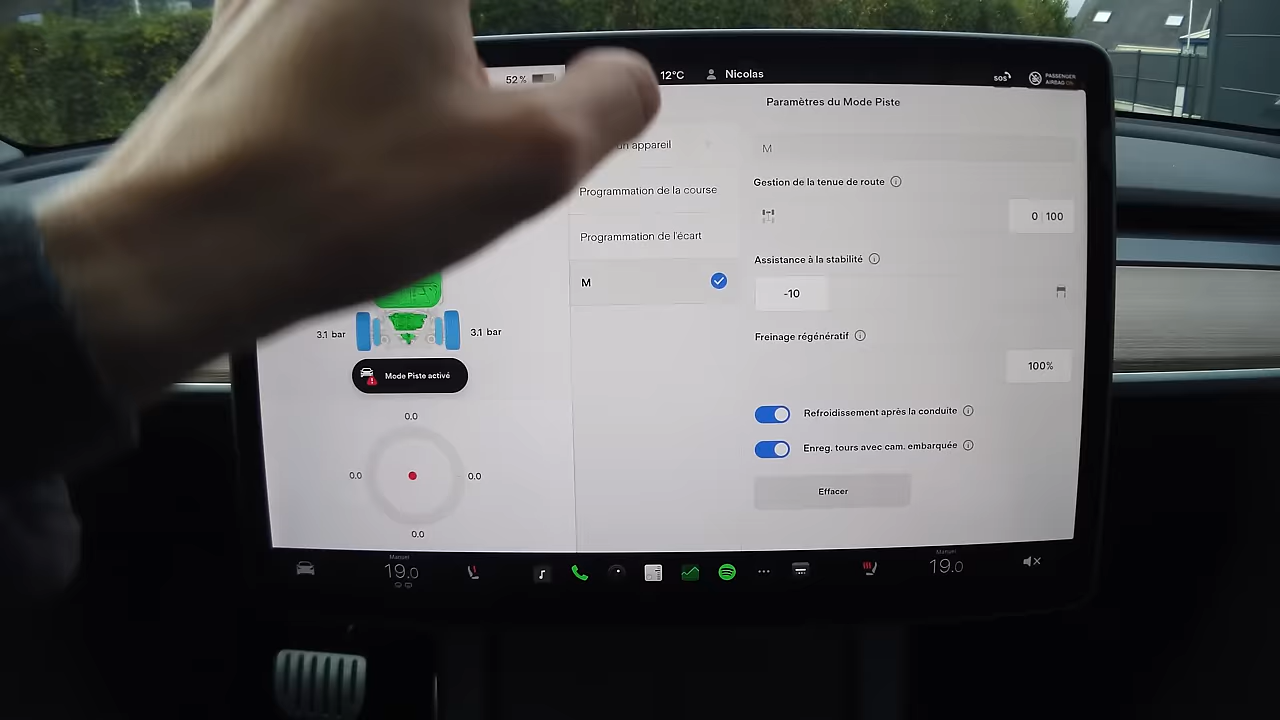 52%
12°C
Nicolas
SOS
PASSENGER
AIRBAG
Paramètres du Mode Piste
appareil
M
Programmation de la course
Gestion de la tenue de route
0 100
Programmation de l'écart
Assistance à la stabilité
M
-10
3.1 bar
3.1 bar
Freinage régénératif
100%
Mode Piste activé
0.0
Refroidissement après la conduite
Enreg. tours avec cam. embarquée
0.0
0.0
Effacer
0.0
Manuel
19.0
Manuel
19.0